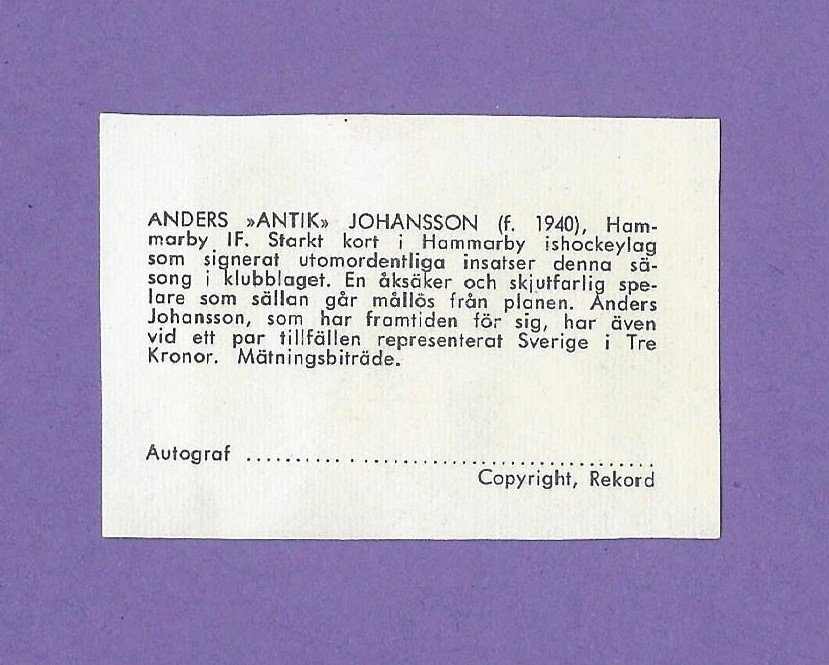 ANDERS »ANTIK» JOHANSSON (f. 1940), Ham-
marby IF. Starkt kort i Hammarby ishockeylag
som signerat utomordentliga insatser denna sä-
song i klubblaget. En åksäker och skjutfarlig spe-
lare som sällan går mållös från planen. Anders
Johansson, som har framtiden för sig, har även
vid ett par tillfällen representerat Sverige i Tre
Kronor. Mätningsbiträde.
Autograf ........................................
Copyright, Rekord